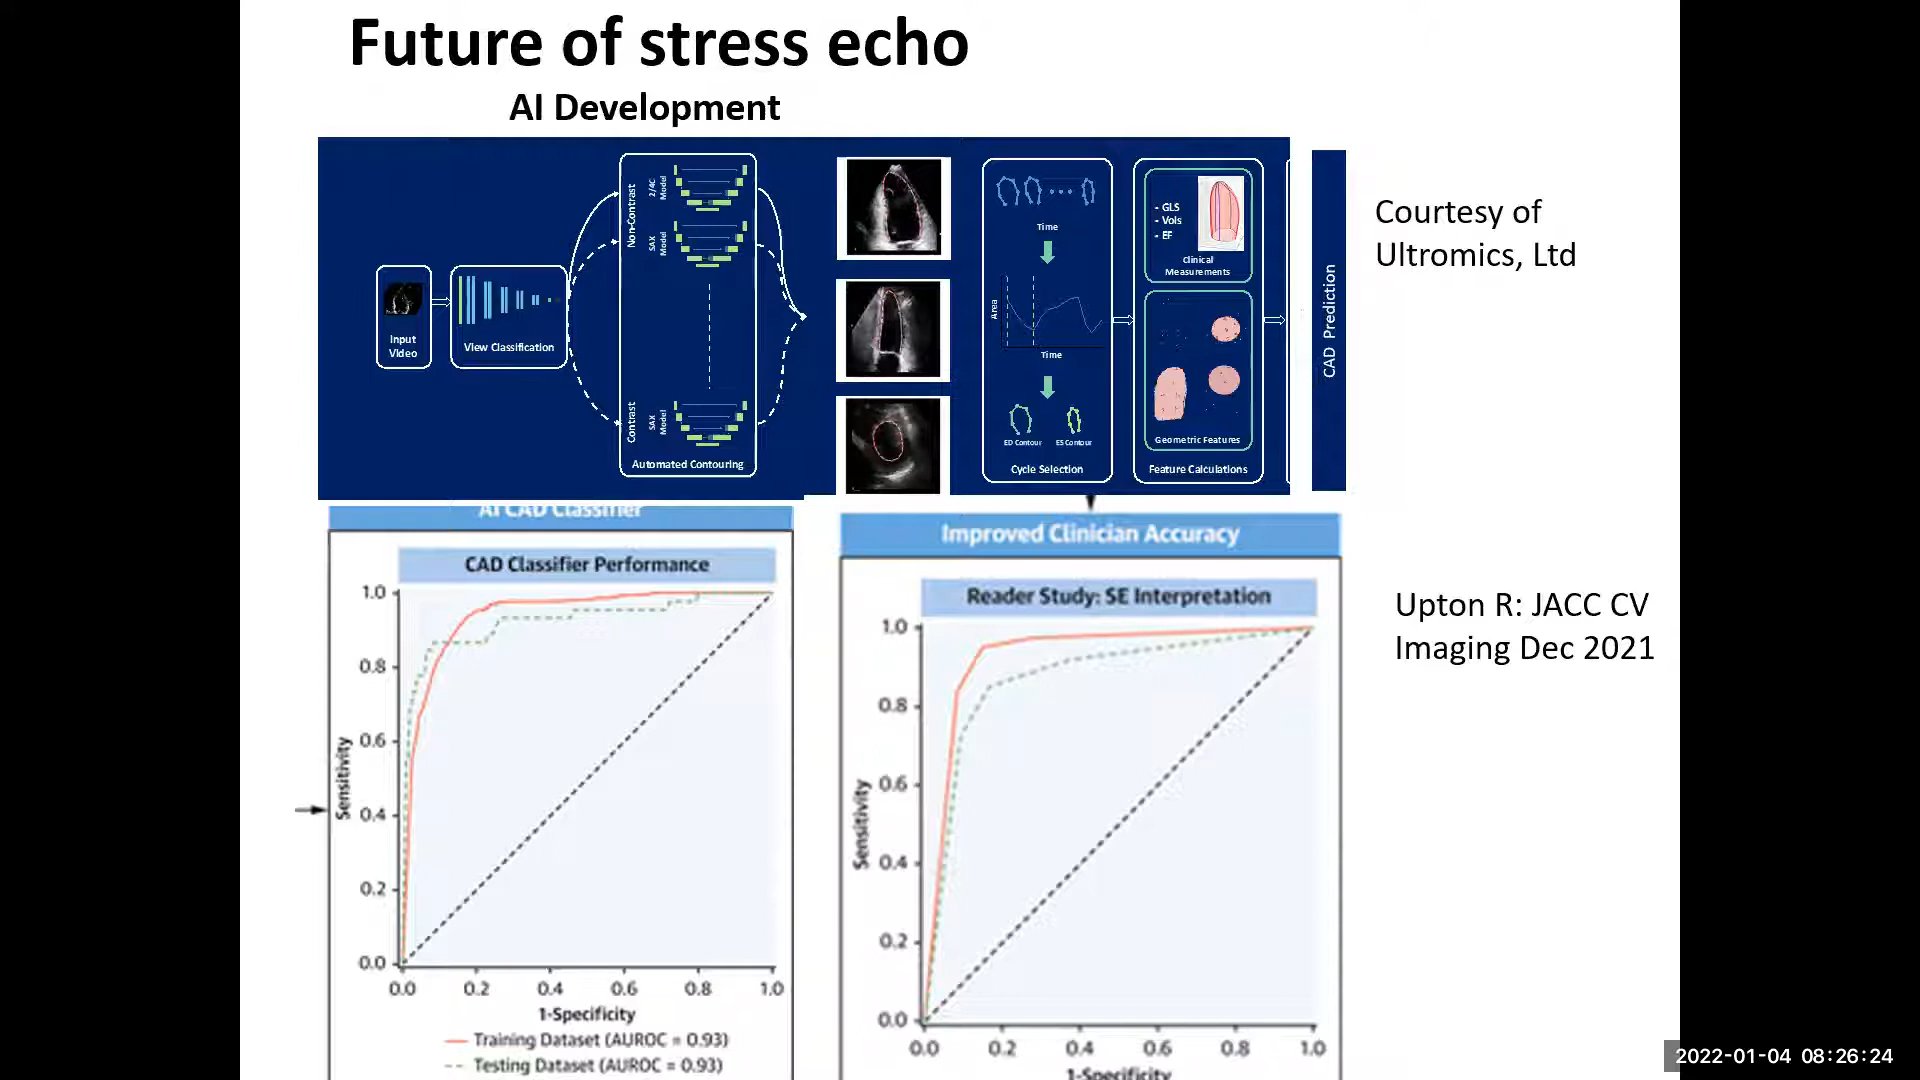 Future of stress echo
AI Development
Input
Video
View Classification
Non-Contrast
2/4C
Model
SAX
Model
Contrast
SAX
Model
Automated Contouring
Time
Area
Time
ED Contour
ES Contour
Cycle Selection
- GLS
- Vols
- EF
Clinical
Measurements
Geometric Features
Feature Calculations
CAD Prediction
Courtesy of
Ultromics, Ltd
AI CAD Classifier
CAD Classifier Performance
1.0
0.8
0.6
0.4
0.2
0.0
Sensitivity
0.0 0.2 0.4 0.6 0.8 1.0
1-Specificity
Training Dataset (AUROC = 0.93)
Testing Dataset (AUROC = 0.93)
Improved Clinician Accuracy
Reader Study: SE Interpretation
1.0
0.8
0.6
0.4
0.2
0.0
Sensitivity
0.0 0.2 0.4 0.6 0.8 1.0
1-Specificity
Upton R: JACC CV
Imaging Dec 2021
2022-01-04 08:26:24